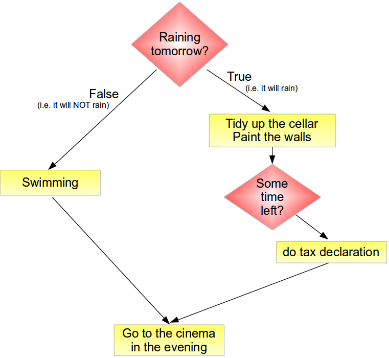 Raining
tomorrow?
False
(i.e. it will NOT rain)
True
(i.e. it will rain)
Tidy up the cellar
Paint the walls
Swimming
Some
time
left?
do tax declaration
Go to the cinema
in the evening